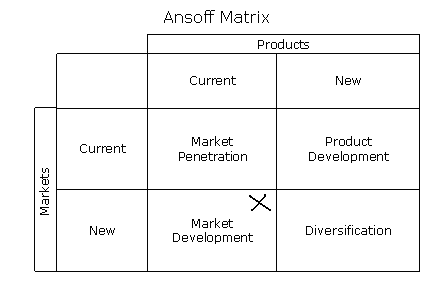 Ansoff Matrix
Products
Current
New
Markets
Current
Market
Penetration
Product
Development
New
Market
Development
Diversification